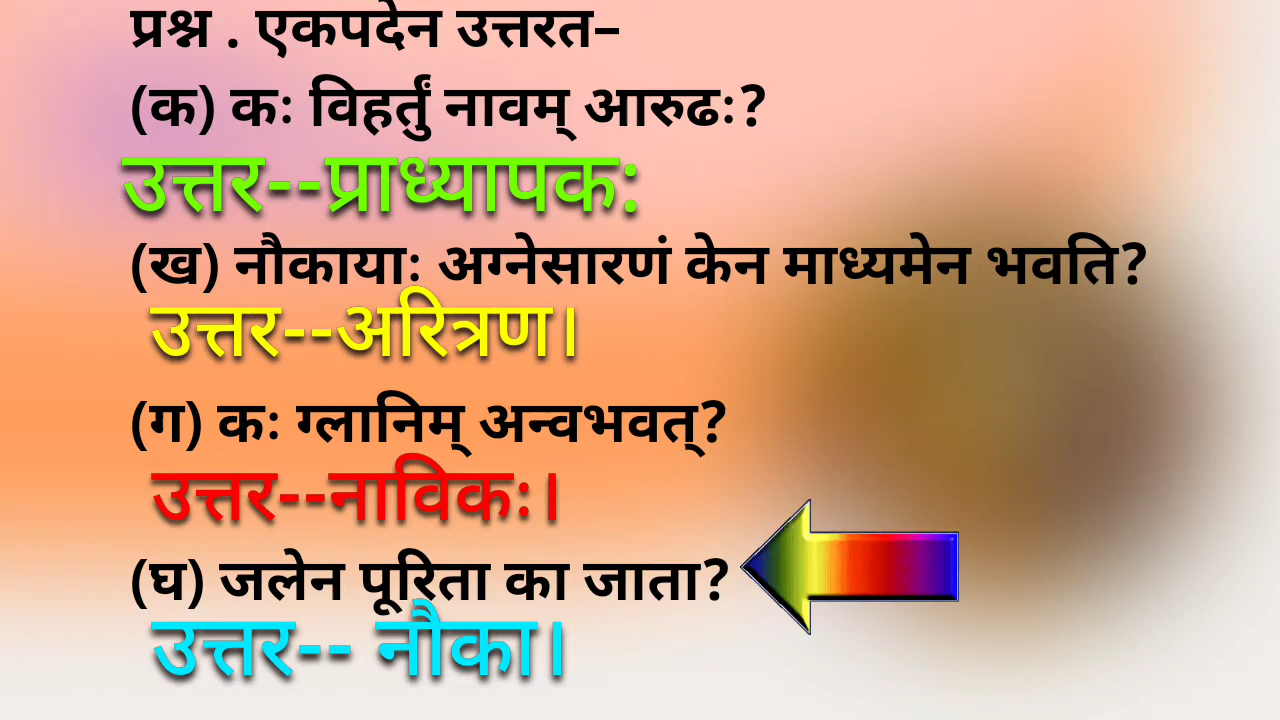 प्रश्न . एकपदेन उत्तरत–
(क) कः विहर्तुं नावम् आरुढः?
उत्तर--प्राध्यापक:
(ख) नौकायाः अग्नेसारणं केन माध्यमेन भवति?
उत्तर--अरित्रण।
(ग) कः ग्लानिम् अन्वभवत्?
उत्तर--नाविकः।
(घ) जलेन पूरिता का जाता?
उत्तर-- नौका।